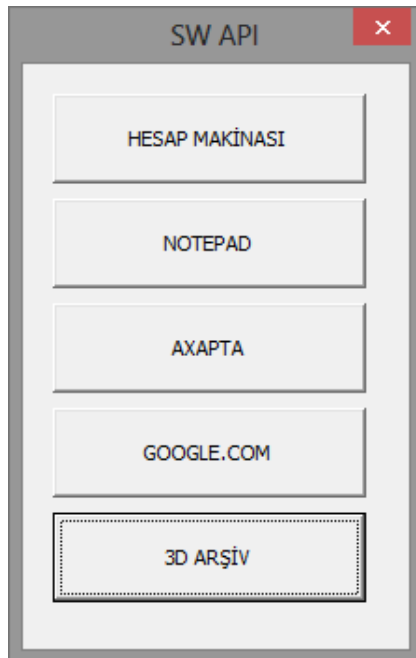 SW API
HESAP MAKİNASI
NOTEPAD
AXAPTA
GOOGLE.COM
3D ARŞİV